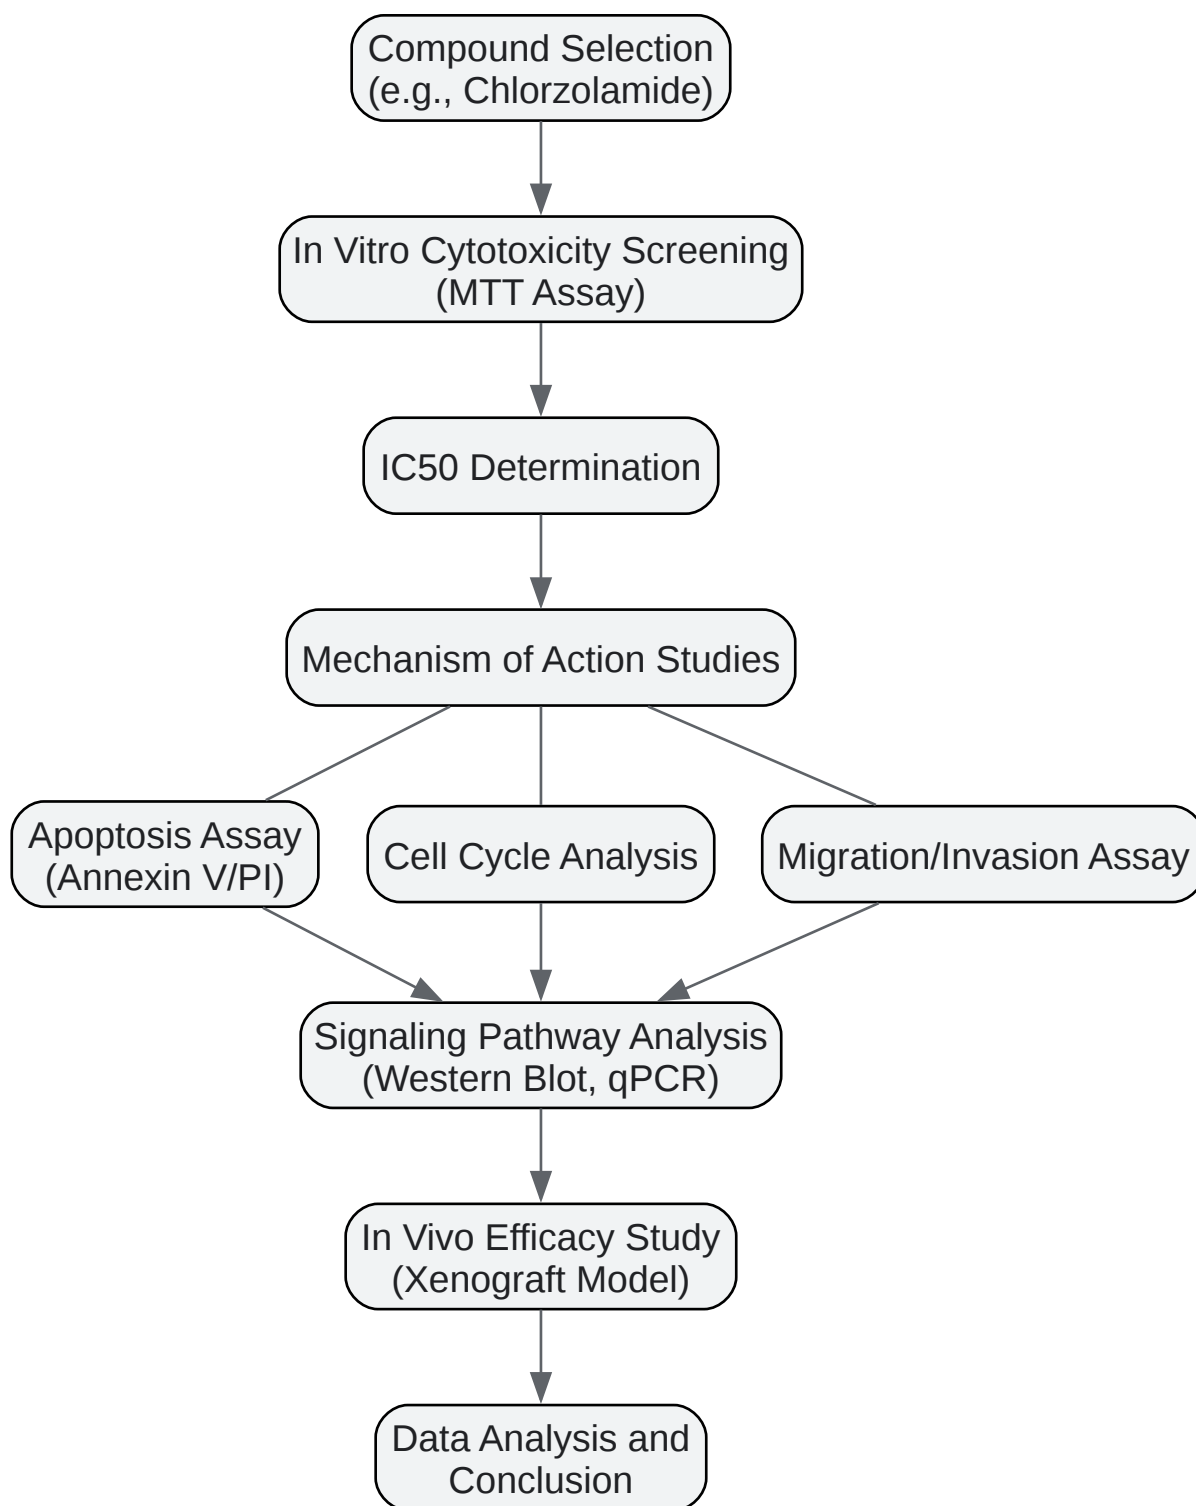 Compound Selection
(e.g., Chlorzolamide)
In Vitro Cytotoxicity Screening
(MTT Assay)
IC50 Determination
Mechanism of Action Studies
Apoptosis Assay
(Annexin V/PI)
Cell Cycle Analysis
Migration/Invasion Assay
Signaling Pathway Analysis
(Western Blot, qPCR)
In Vivo Efficacy Study
(Xenograft Model)
Data Analysis and
Conclusion